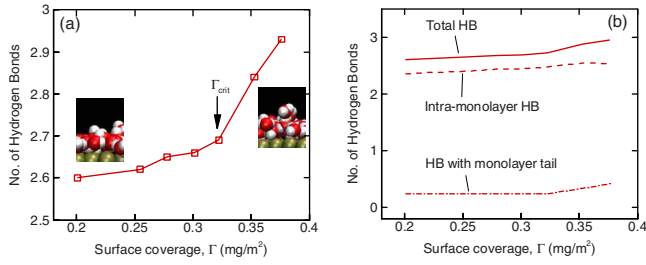 (a)
3
2.9
2.8
2.7
2.6
2.5
No. of Hydrogen Bonds
Γcrit
0.2
0.25
0.3
0.35
0.4
Surface coverage, Γ (mg/m²)
(b)
3
2
1
0
No. of Hydrogen Bonds
Total HB
Intra-monolayer HB
HB with monolayer tail
0.2
0.25
0.3
0.35
0.4
Surface coverage, Γ (mg/m²)